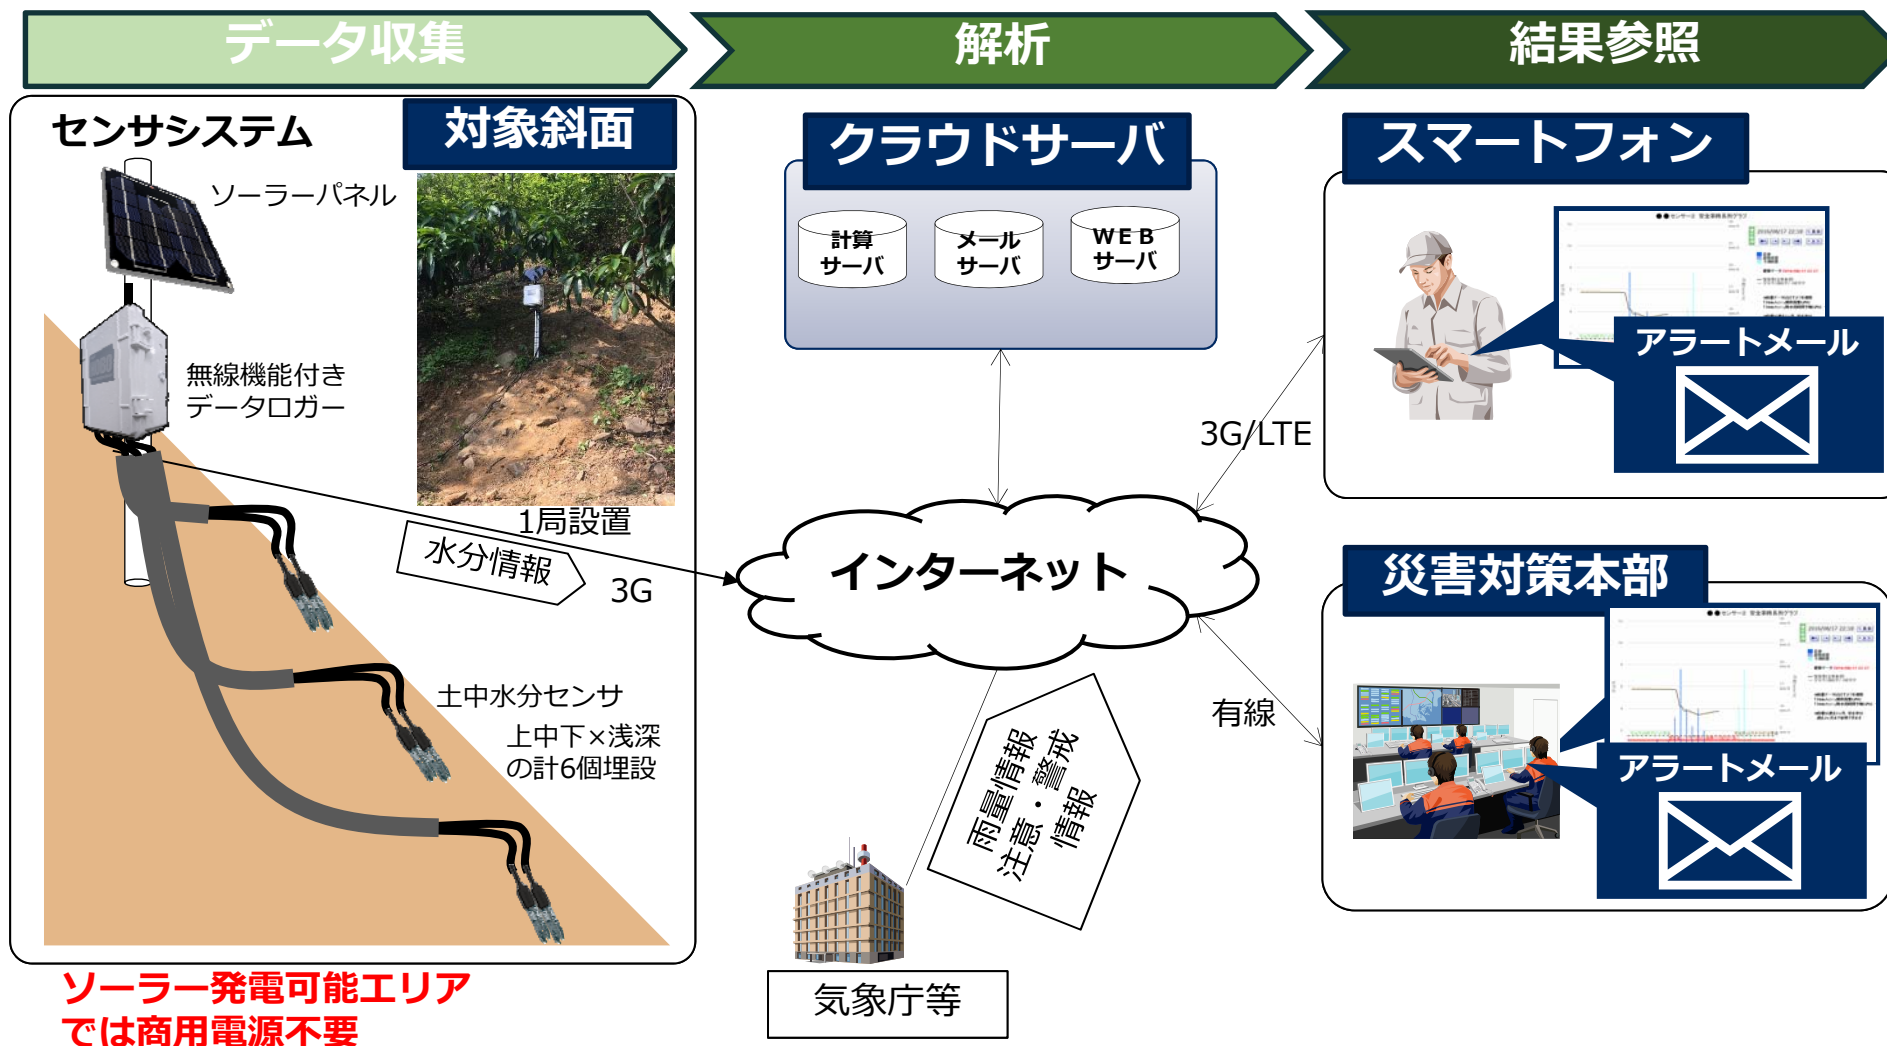 データ収集
解析
結果参照
センサシステム
対象斜面
ソーラーパネル
無線機能付き
データロガー
1局設置
水分情報
3G
土中水分センサ
上中下×浅深
の計6個埋設
ソーラー発電可能エリア
では商用電源不要
クラウドサーバ
計算
サーバ
メール
サーバ
WEB
サーバ
インターネット
雨量情報
注意・警戒
情報
気象庁等
3G/LTE
有線
スマートフォン
アラートメール
災害対策本部
アラートメール